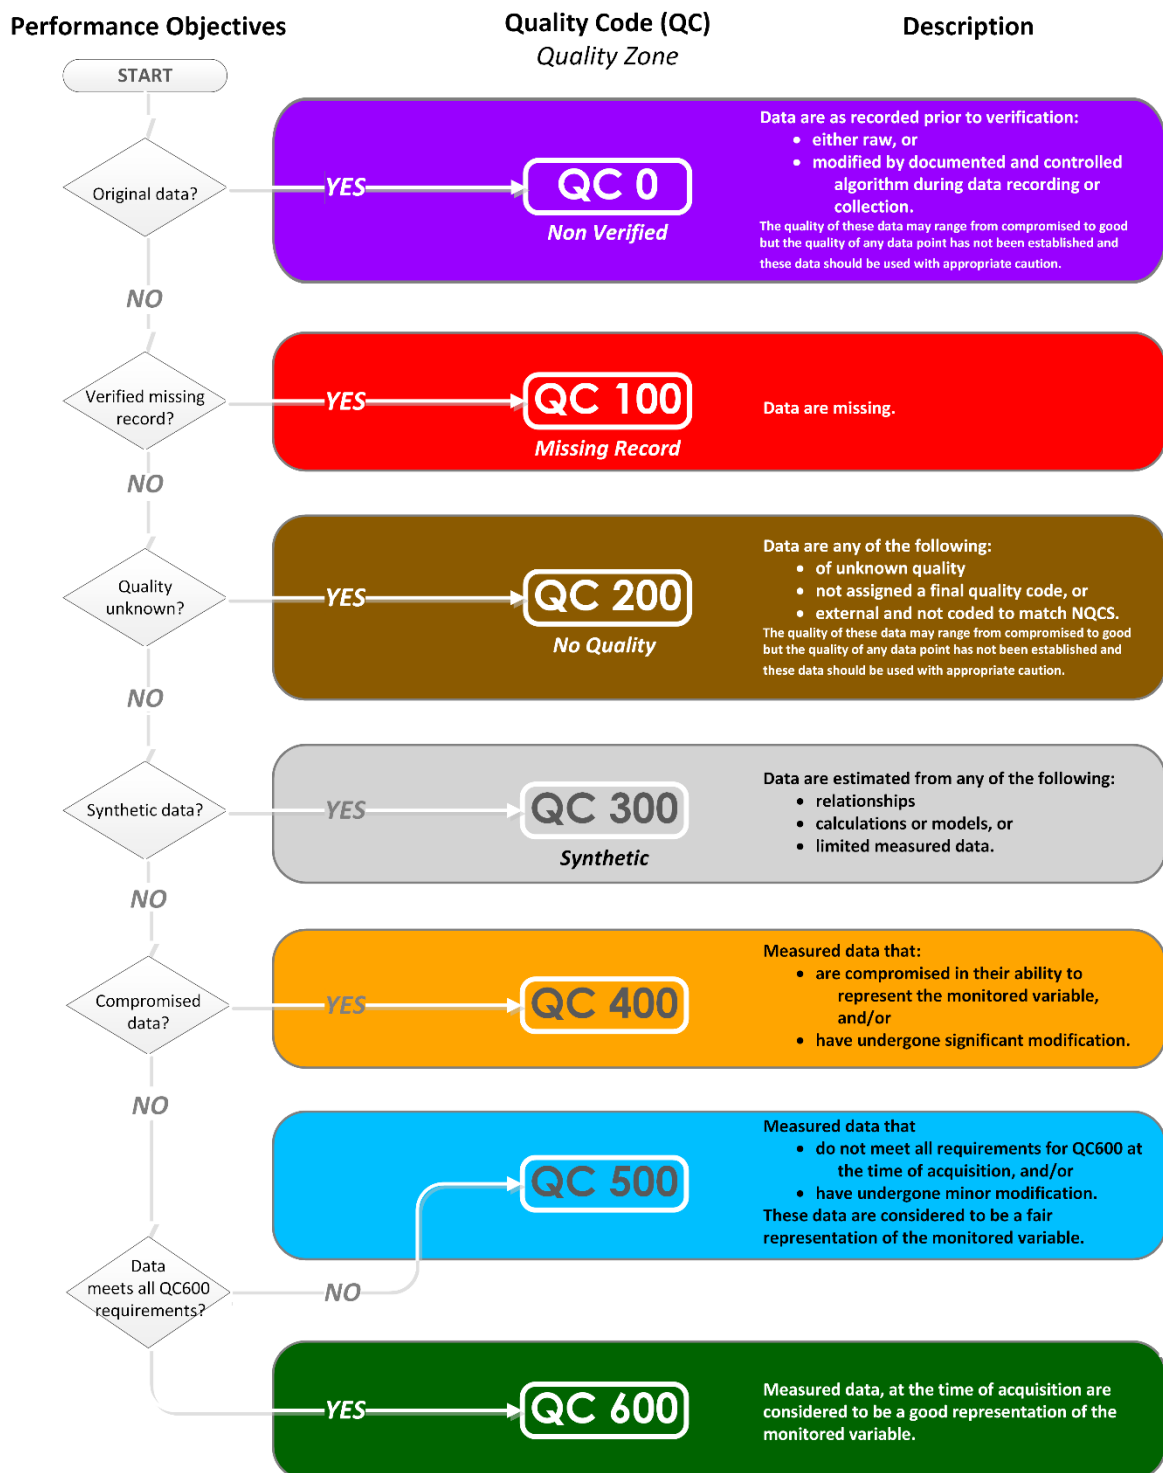 Performance Objectives
Quality Code (QC)
Quality Zone
Description
START
Original data?
YES
QC 0
Non Verified
Data are as recorded prior to verification:
• either raw, or
• modified by documented and controlled
algorithm during data recording or
collection.
The quality of these data may range from compromised to good
but the quality of any data point has not been established and
these data should be used with appropriate caution.
NO
Verified missing
record?
YES
QC 100
Missing Record
Data are missing.
NO
Quality
unknown?
YES
QC 200
No Quality
Data are any of the following:
• of unknown quality
• not assigned a final quality code, or
• external and not coded to match NQCS.
The quality of these data may range from compromised to good
but the quality of any data point has not been established and
these data should be used with appropriate caution.
NO
Synthetic data?
YES
QC 300
Synthetic
Data are estimated from any of the following:
• relationships
• calculations or models, or
• limited measured data.
NO
Compromised
data?
YES
QC 400
Measured data that:
• are compromised in their ability to
represent the monitored variable,
and/or
• have undergone significant modification.
NO
QC 500
Measured data that
• do not meet all requirements for QC600 at
the time of acquisition, and/or
• have undergone minor modification.
These data are considered to be a fair
representation of the monitored variable.
Data
meets all QC600
requirements?
NO
YES
QC 600
Measured data, at the time of acquisition are
considered to be a good representation of the
monitored variable.